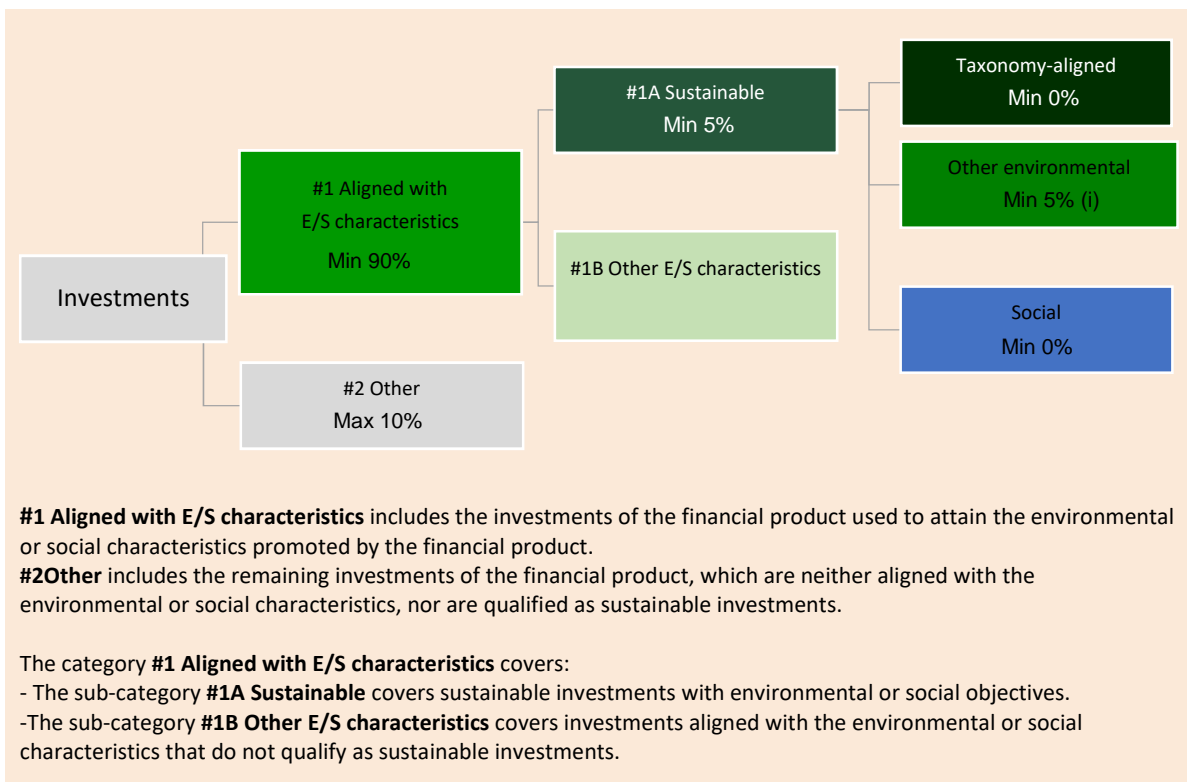 Investments
#1 Aligned with
E/S characteristics
Min 90%
#2 Other
Max 10%
#1A Sustainable
Min 5%
#1B Other E/S characteristics
Taxonomy-aligned
Min 0%
Other environmental
Min 5% (i)
Social
Min 0%
#1 Aligned with E/S characteristics includes the investments of the financial product used to attain the environmental
or social characteristics promoted by the financial product.
#2Other includes the remaining investments of the financial product, which are neither aligned with the
environmental or social characteristics, nor are qualified as sustainable investments.
The category #1 Aligned with E/S characteristics covers:
- The sub-category #1A Sustainable covers sustainable investments with environmental or social objectives.
-The sub-category #1B Other E/S characteristics covers investments aligned with the environmental or social
characteristics that do not qualify as sustainable investments.